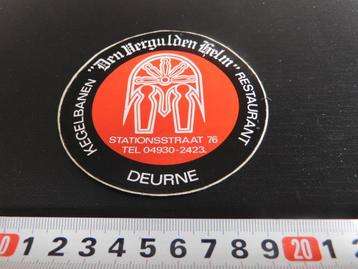 "Den Vergulden Helm"
KEGELBANEN
RESTAURANT
STATIONSSTRAAT 76
TEL 04930-2423
DEURNE
0 1 2 3 4 5 6 7 8 9 20 1